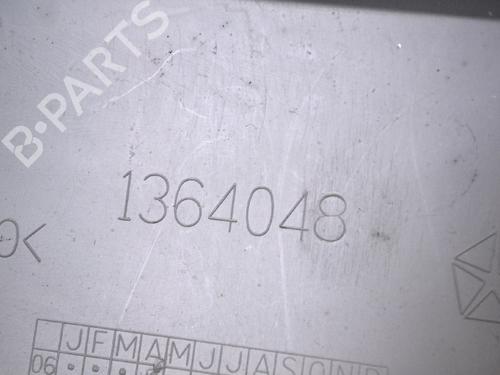 B-PARTS
1364048
O<
J F M A M J J A S O N D
06